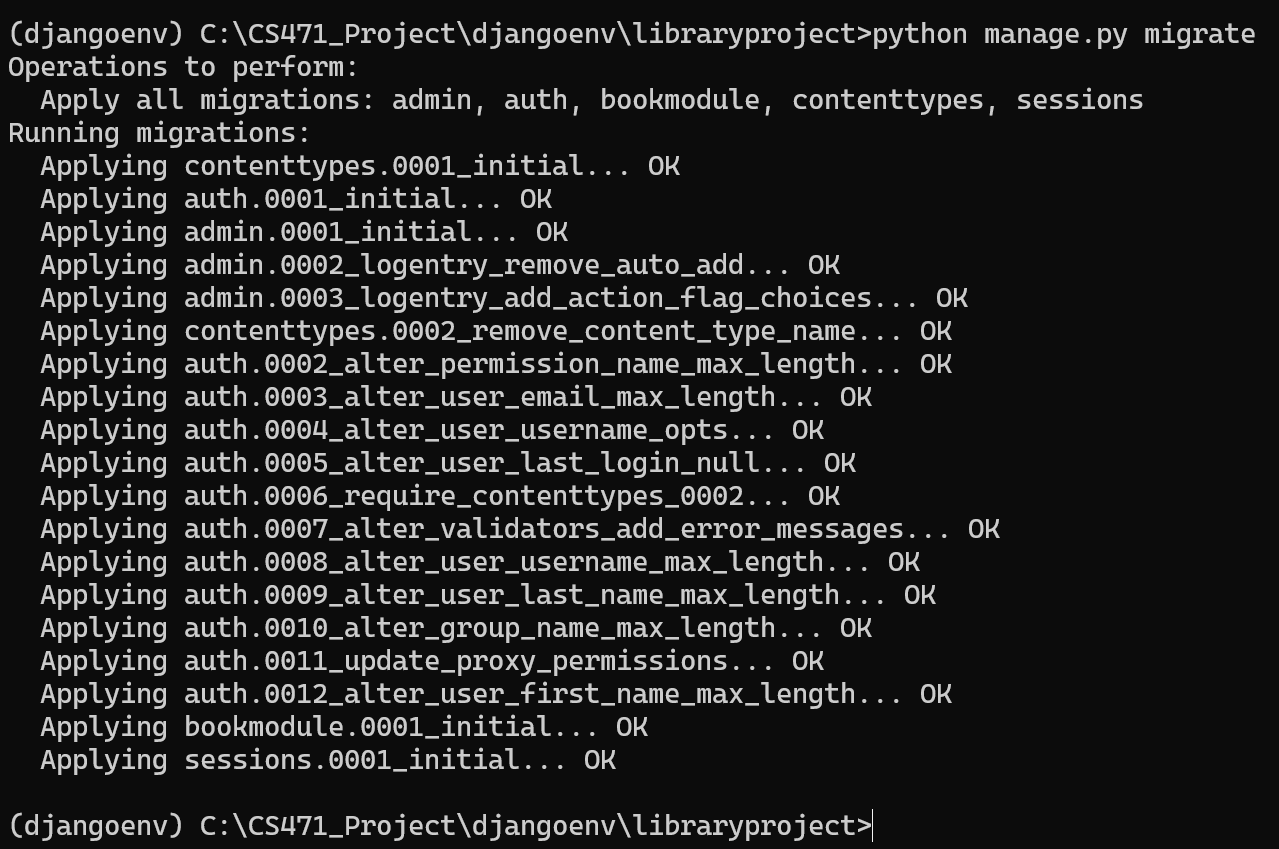 (djangoenv) C:\CS471_Project\djangoenv\libraryproject>python manage.py migrate
Operations to perform:
  Apply all migrations: admin, auth, bookmodule, contenttypes, sessions
Running migrations:
  Applying contenttypes.0001_initial... OK
  Applying auth.0001_initial... OK
  Applying admin.0001_initial... OK
  Applying admin.0002_logentry_remove_auto_add... OK
  Applying admin.0003_logentry_add_action_flag_choices... OK
  Applying contenttypes.0002_remove_content_type_name... OK
  Applying auth.0002_alter_permission_name_max_length... OK
  Applying auth.0003_alter_user_email_max_length... OK
  Applying auth.0004_alter_user_username_opts... OK
  Applying auth.0005_alter_user_last_login_null... OK
  Applying auth.0006_require_contenttypes_0002... OK
  Applying auth.0007_alter_validators_add_error_messages... OK
  Applying auth.0008_alter_user_username_max_length... OK
  Applying auth.0009_alter_user_last_name_max_length... OK
  Applying auth.0010_alter_group_name_max_length... OK
  Applying auth.0011_update_proxy_permissions... OK
  Applying auth.0012_alter_user_first_name_max_length... OK
  Applying bookmodule.0001_initial... OK
  Applying sessions.0001_initial... OK

(djangoenv) C:\CS471_Project\djangoenv\libraryproject>